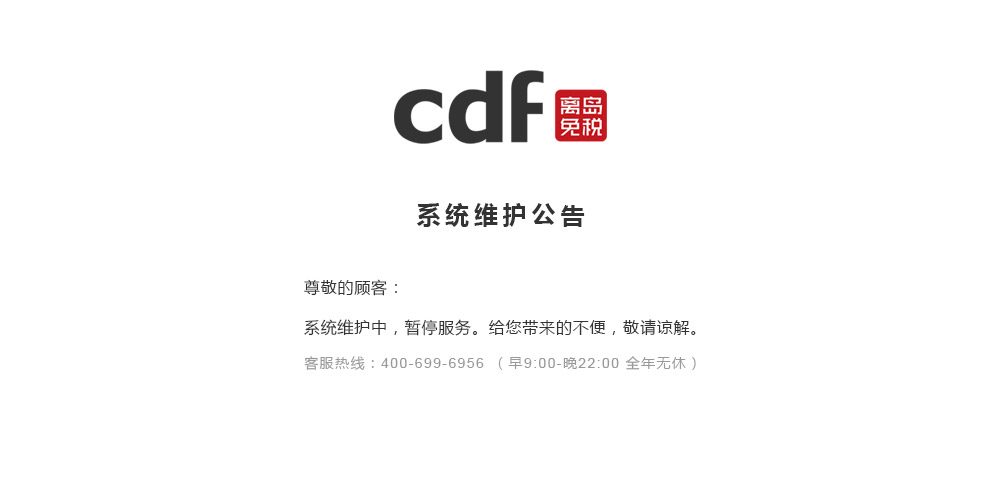 cdf 离岛
免税
系统维护公告
尊敬的顾客：
系统维护中，暂停服务。给您带来的不便，敬请谅解。
客服热线：400-699-6956 （早9:00-晚22:00 全年无休）